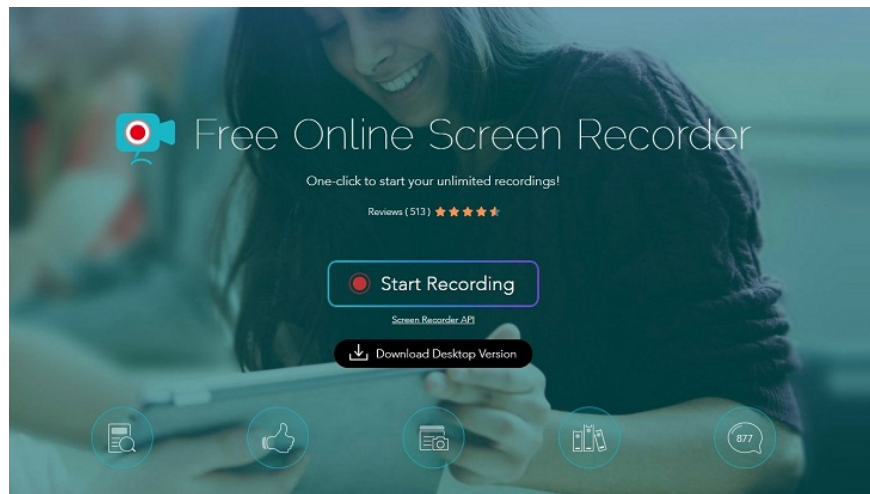 Free Online Screen Recorder
One-click to start your unlimited recordings!
Reviews ( 513 )
Start Recording
Screen Recorder API
Download Desktop Version
877